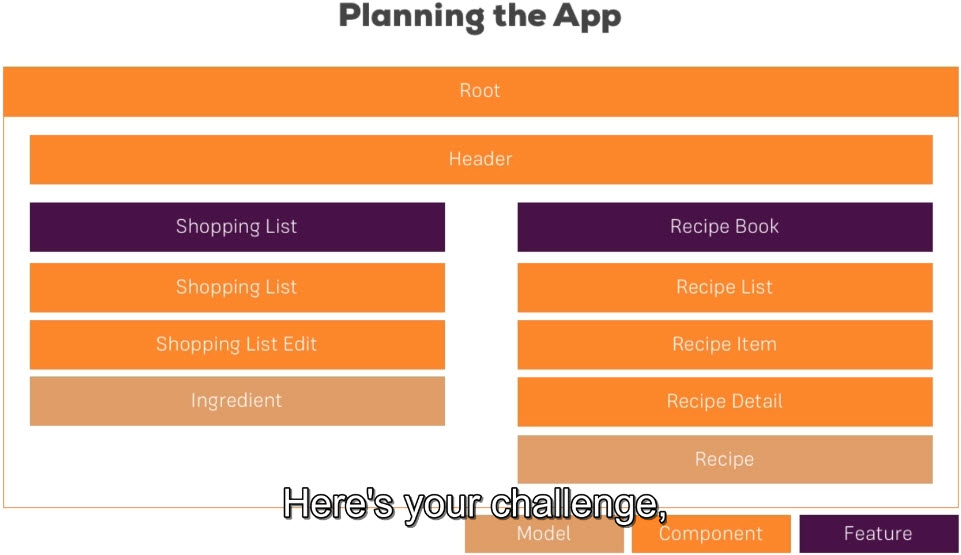 Planning the App
Root
Header
Shopping List
Recipe Book
Shopping List
Recipe List
Shopping List Edit
Recipe Item
Ingredient
Recipe Detail
Recipe
Here's your challenge,
Model
Component
Feature